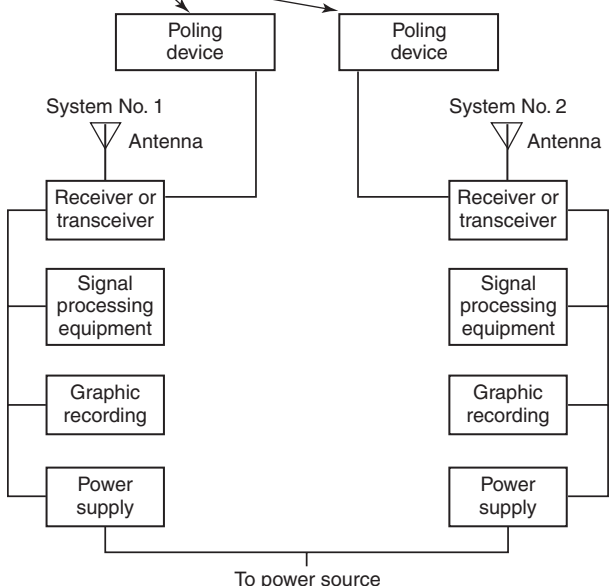 Poling
device
Poling
device
System No. 1
System No. 2
Antenna
Antenna
Receiver or
transceiver
Receiver or
transceiver
Signal
processing
equipment
Signal
processing
equipment
Graphic
recording
Graphic
recording
Power
supply
Power
supply
To power source